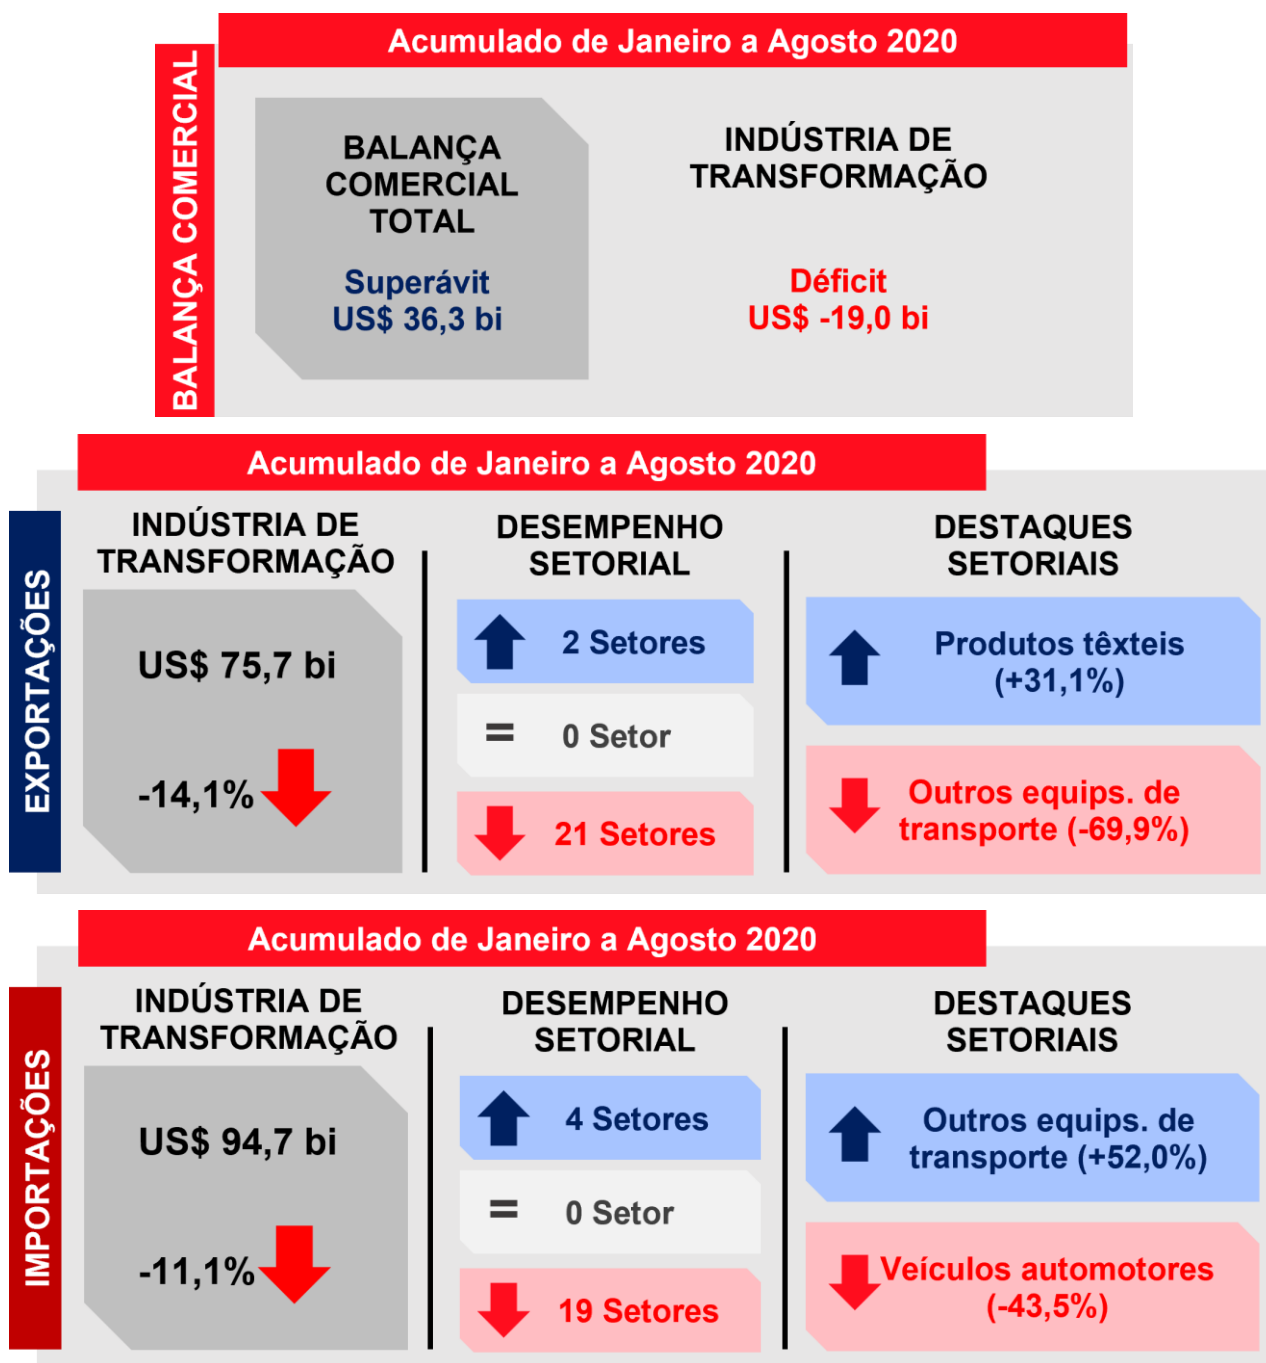 Acumulado de Janeiro a Agosto 2020
BALANÇA COMERCIAL
BALANÇA
COMERCIAL
TOTAL
Superávit
US$ 36,3 bi
INDÚSTRIA DE
TRANSFORMAÇÃO
Déficit
US$ -19,0 bi
Acumulado de Janeiro a Agosto 2020
EXPORTAÇÕES
INDÚSTRIA DE
TRANSFORMAÇÃO
US$ 75,7 bi
-14,1%
DESEMPENHO
SETORIAL
2 Setores
= 0 Setor
21 Setores
DESTAQUES
SETORIAIS
Produtos têxteis
(+31,1%)
Outros equips. de
transporte (-69,9%)
Acumulado de Janeiro a Agosto 2020
IMPORTAÇÕES
INDÚSTRIA DE
TRANSFORMAÇÃO
US$ 94,7 bi
-11,1%
DESEMPENHO
SETORIAL
4 Setores
= 0 Setor
19 Setores
DESTAQUES
SETORIAIS
Outros equips. de
transporte (+52,0%)
Veículos automotores
(-43,5%)